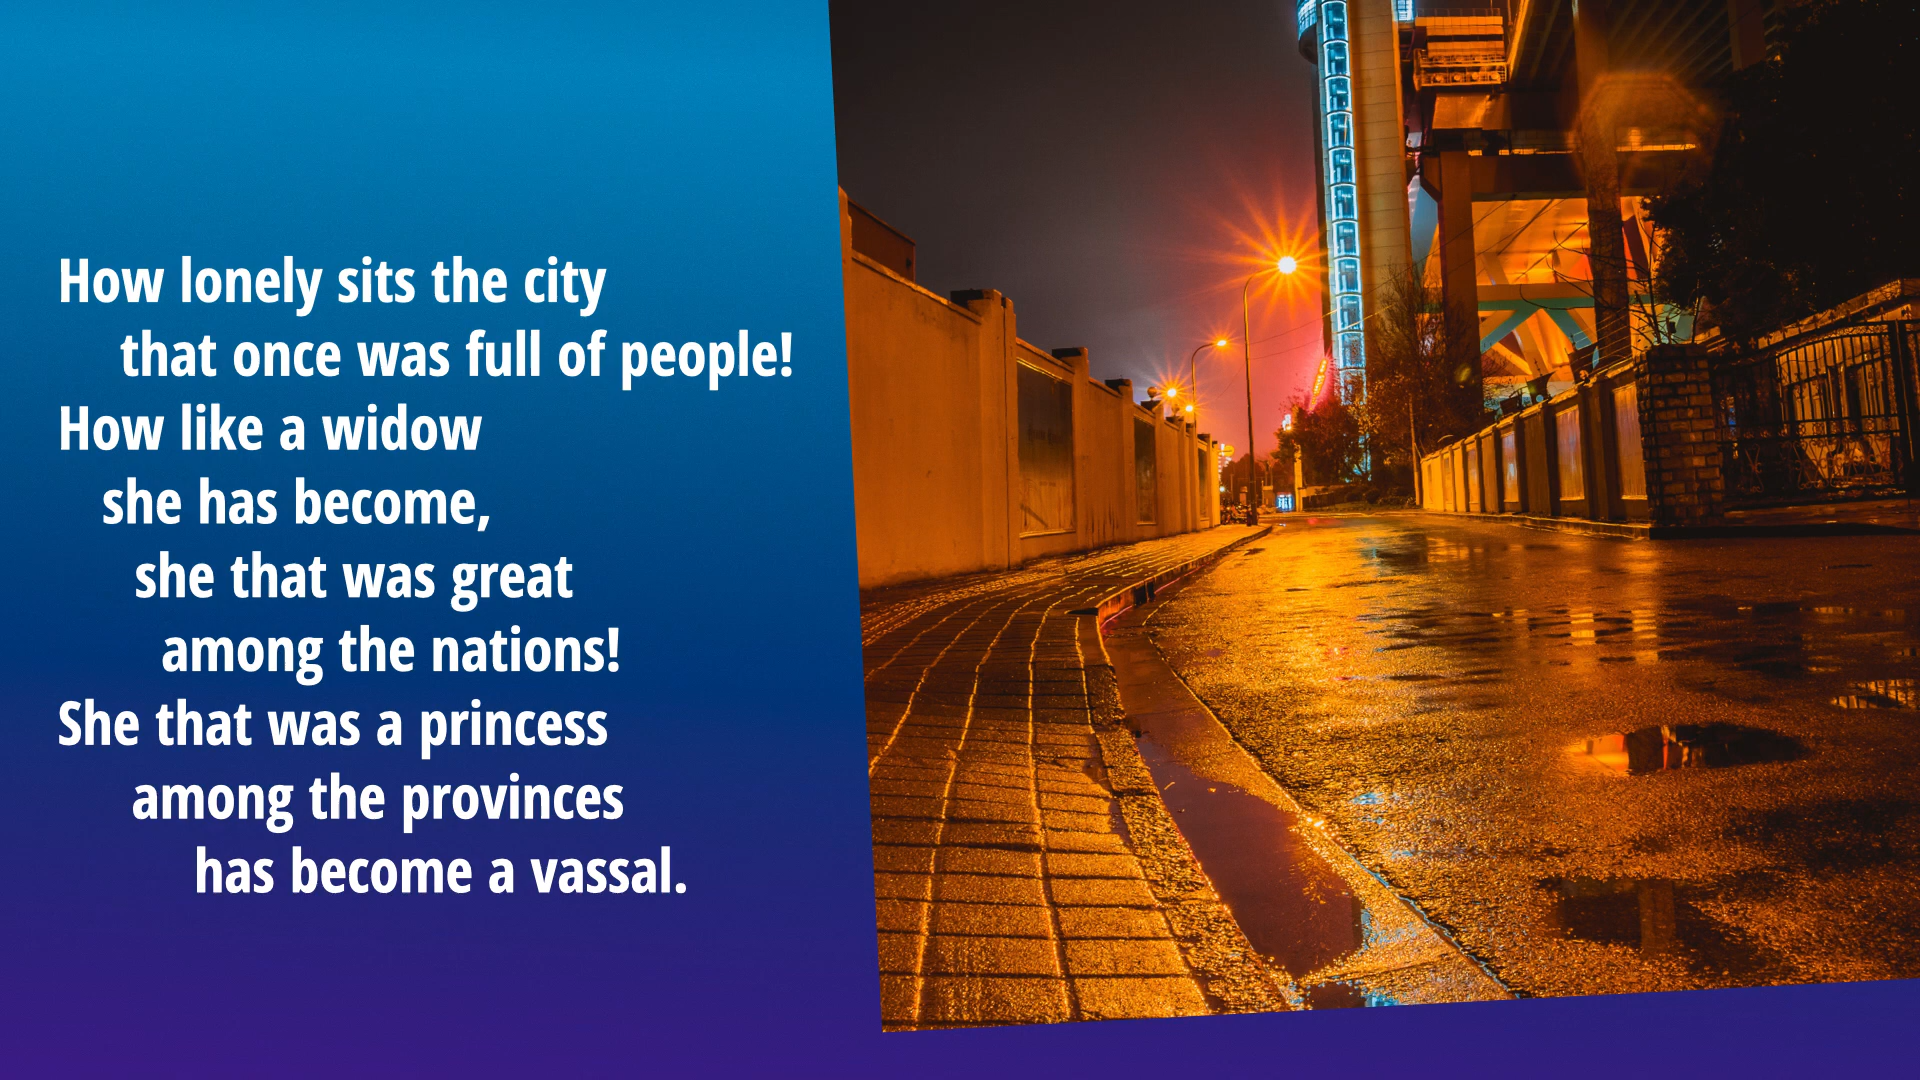 How lonely sits the city
that once was full of people!
How like a widow
she has become,
she that was great
among the nations!
She that was a princess
among the provinces
has become a vassal.